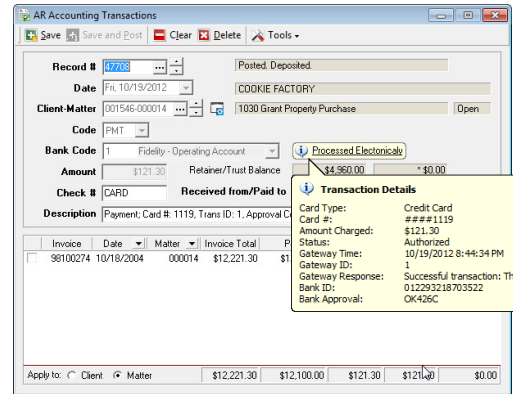 AR Accounting Transactions
Save Save and Post Clear Delete Tools
Record # 47708 ... Posted. Deposited.
Date Fri, 10/19/2012 COOKIE FACTORY
Client-Matter 001546-000014 ... 1030 Grant Property Purchase Open
Code PMT
Bank Code 1 Fidelity - Operating Account Processed Electonicaly
Amount $121.30 Retainer/Trust Balance $4,960.00 * $0.00
Check # CARD Received from/Paid to
Description Payment; Card #: 1119, Trans ID: 1, Approval
Transaction Details
Card Type: Credit Card
Card #: ####1119
Amount Charged: $121.30
Status: Authorized
Gateway Time: 10/19/2012 8:44:34 PM
Gateway ID: 1
Gateway Response: Successful transaction: Th
Bank ID: 012293218703522
Bank Approval: OK426C
Invoice Date Matter Invoice Total
98100274 10/18/2004 000014 $12,221.30
Apply to: Client Matter $12,221.30 $12,100.00 $121.30 $0.00